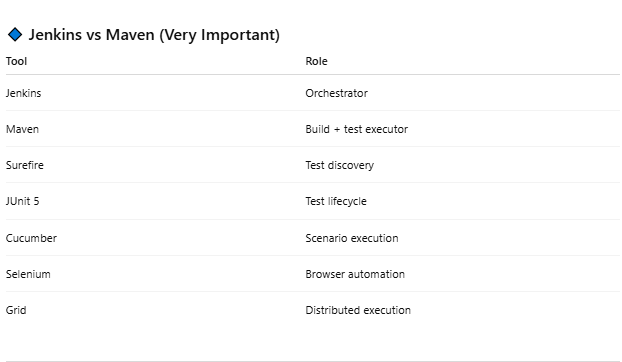 Jenkins vs Maven (Very Important)
Tool Role
Jenkins Orchestrator
Maven Build + test executor
Surefire Test discovery
JUnit 5 Test lifecycle
Cucumber Scenario execution
Selenium Browser automation
Grid Distributed execution